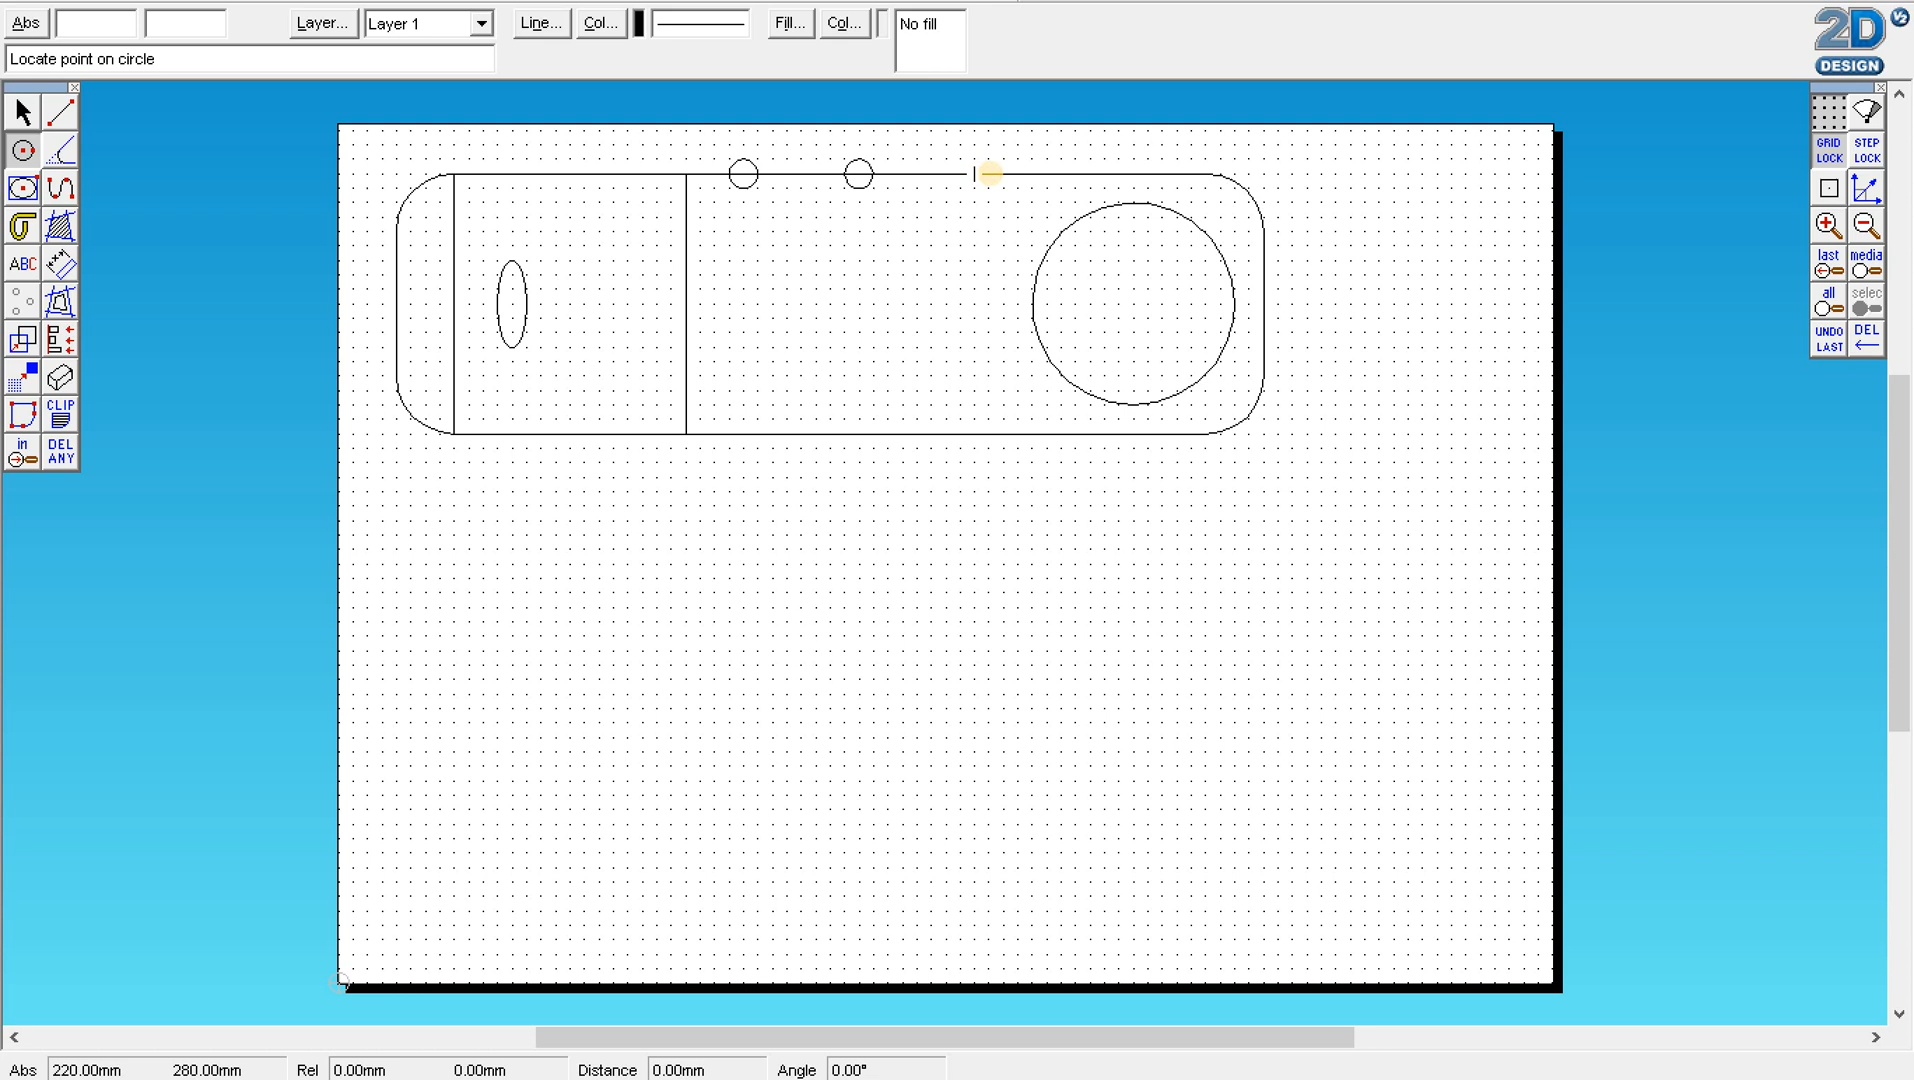 Abs
Layer... Layer 1
Line... Col...
Fill... Col...
No fill
2D V2
DESIGN
Locate point on circle
GRID LOCK
STEP LOCK
ABC
last
media
all
selec
UNDO LAST
DEL
CLIP
in
DEL ANY
Abs 220.00mm 280.00mm Rel 0.00mm 0.00mm Distance 0.00mm Angle 0.00°